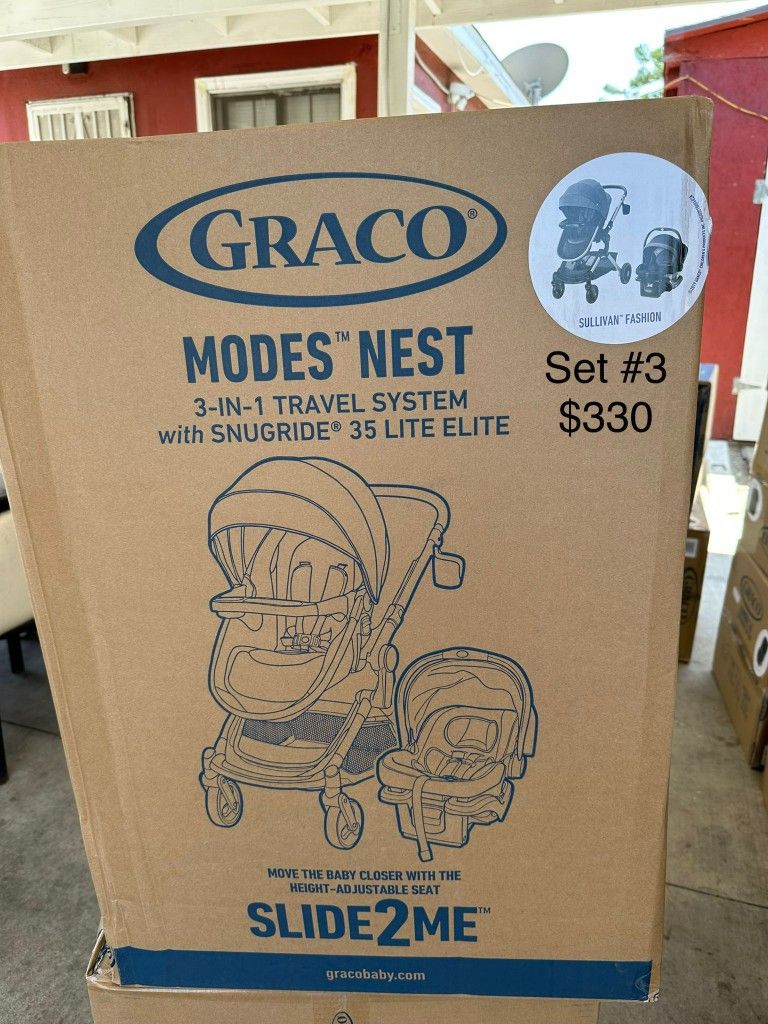 GRACO®
MODES™ NEST
3-IN-1 TRAVEL SYSTEM
with SNUGRIDE® 35 LITE ELITE
SULLIVAN™ FASHION
Set #3
$330
MOVE THE BABY CLOSER WITH THE
HEIGHT-ADJUSTABLE SEAT
SLIDE2ME™
gracobaby.com